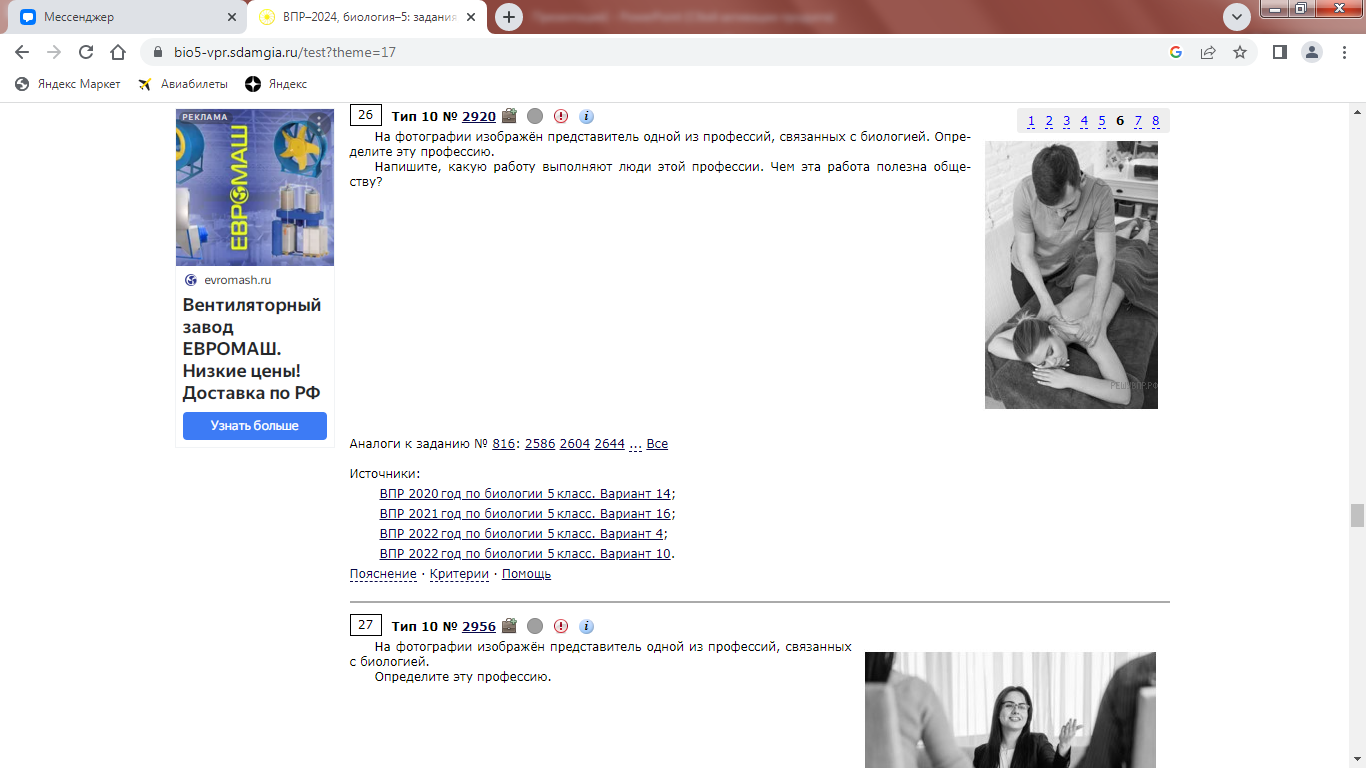 Мессенджер
ВПР–2024, биология–5: задания
bio5-vpr.sdamgia.ru/test?theme=17
Яндекс Маркет
Авиабилеты
Яндекс
РЕКЛАМА
ЕВРОМАШ
evromash.ru
Вентиляторный
завод
ЕВРОМАШ.
Низкие цены!
Доставка по РФ
Узнать больше
1 2 3 4 5 6 7 8
26 Тип 10 № 2920
На фотографии изображён представитель одной из профессий, связанных с биологией. Опре-
делите эту профессию.
Напишите, какую работу выполняют люди этой профессии. Чем эта работа полезна обще-
ству?
РЕШУВПР.РФ
Аналоги к заданию № 816: 2586 2604 2644 ... Все
Источники:
ВПР 2020 год по биологии 5 класс. Вариант 14;
ВПР 2021 год по биологии 5 класс. Вариант 16;
ВПР 2022 год по биологии 5 класс. Вариант 4;
ВПР 2022 год по биологии 5 класс. Вариант 10.
Пояснение · Критерии · Помощь
27 Тип 10 № 2956
На фотографии изображён представитель одной из профессий, связанных
с биологией.
Определите эту профессию.